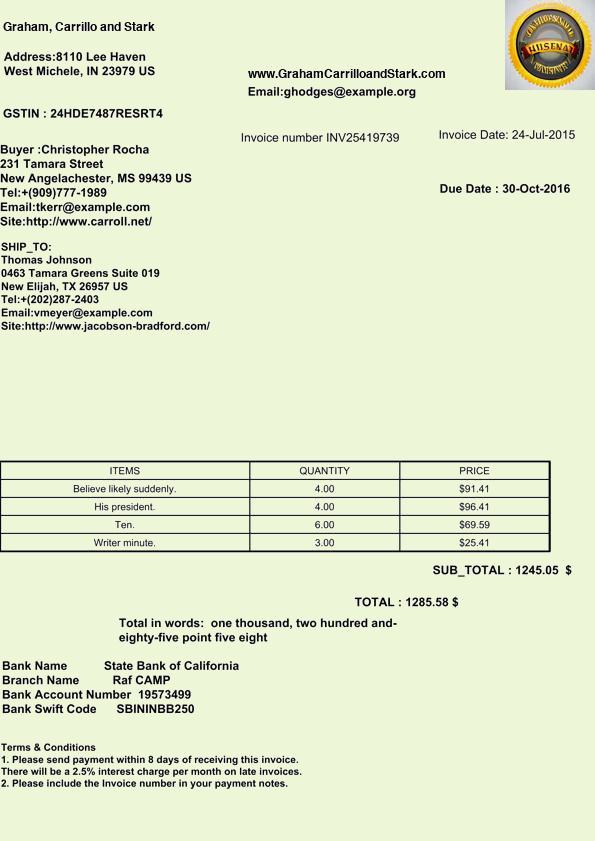 Graham, Carrillo and Stark
Address:8110 Lee Haven
West Michele, IN 23979 US
www.GrahamCarrilloandStark.com
Email:ghodges@example.org
HUSENAT
GSTIN : 24HDE7487RESRT4
Invoice number INV25419739
Invoice Date: 24-Jul-2015
Due Date : 30-Oct-2016
Buyer :Christopher Rocha
231 Tamara Street
New Angelachester, MS 99439 US
Tel:+(909)777-1989
Email:tkerr@example.com
Site:http://www.carroll.net/
SHIP_TO:
Thomas Johnson
0463 Tamara Greens Suite 019
New Elijah, TX 26957 US
Tel:+(202)287-2403
Email:vmeyer@example.com
Site:http://www.jacobson-bradford.com/
ITEMS QUANTITY PRICE
Believe likely suddenly. 4.00 $91.41
His president. 4.00 $96.41
Ten. 6.00 $69.59
Writer minute. 3.00 $25.41
SUB_TOTAL : 1245.05 $
TOTAL : 1285.58 $
Total in words: one thousand, two hundred and-
eighty-five point five eight
Bank Name State Bank of California
Branch Name Raf CAMP
Bank Account Number 19573499
Bank Swift Code SBININBB250
Terms & Conditions
1. Please send payment within 8 days of receiving this invoice.
There will be a 2.5% interest charge per month on late invoices.
2. Please include the Invoice number in your payment notes.